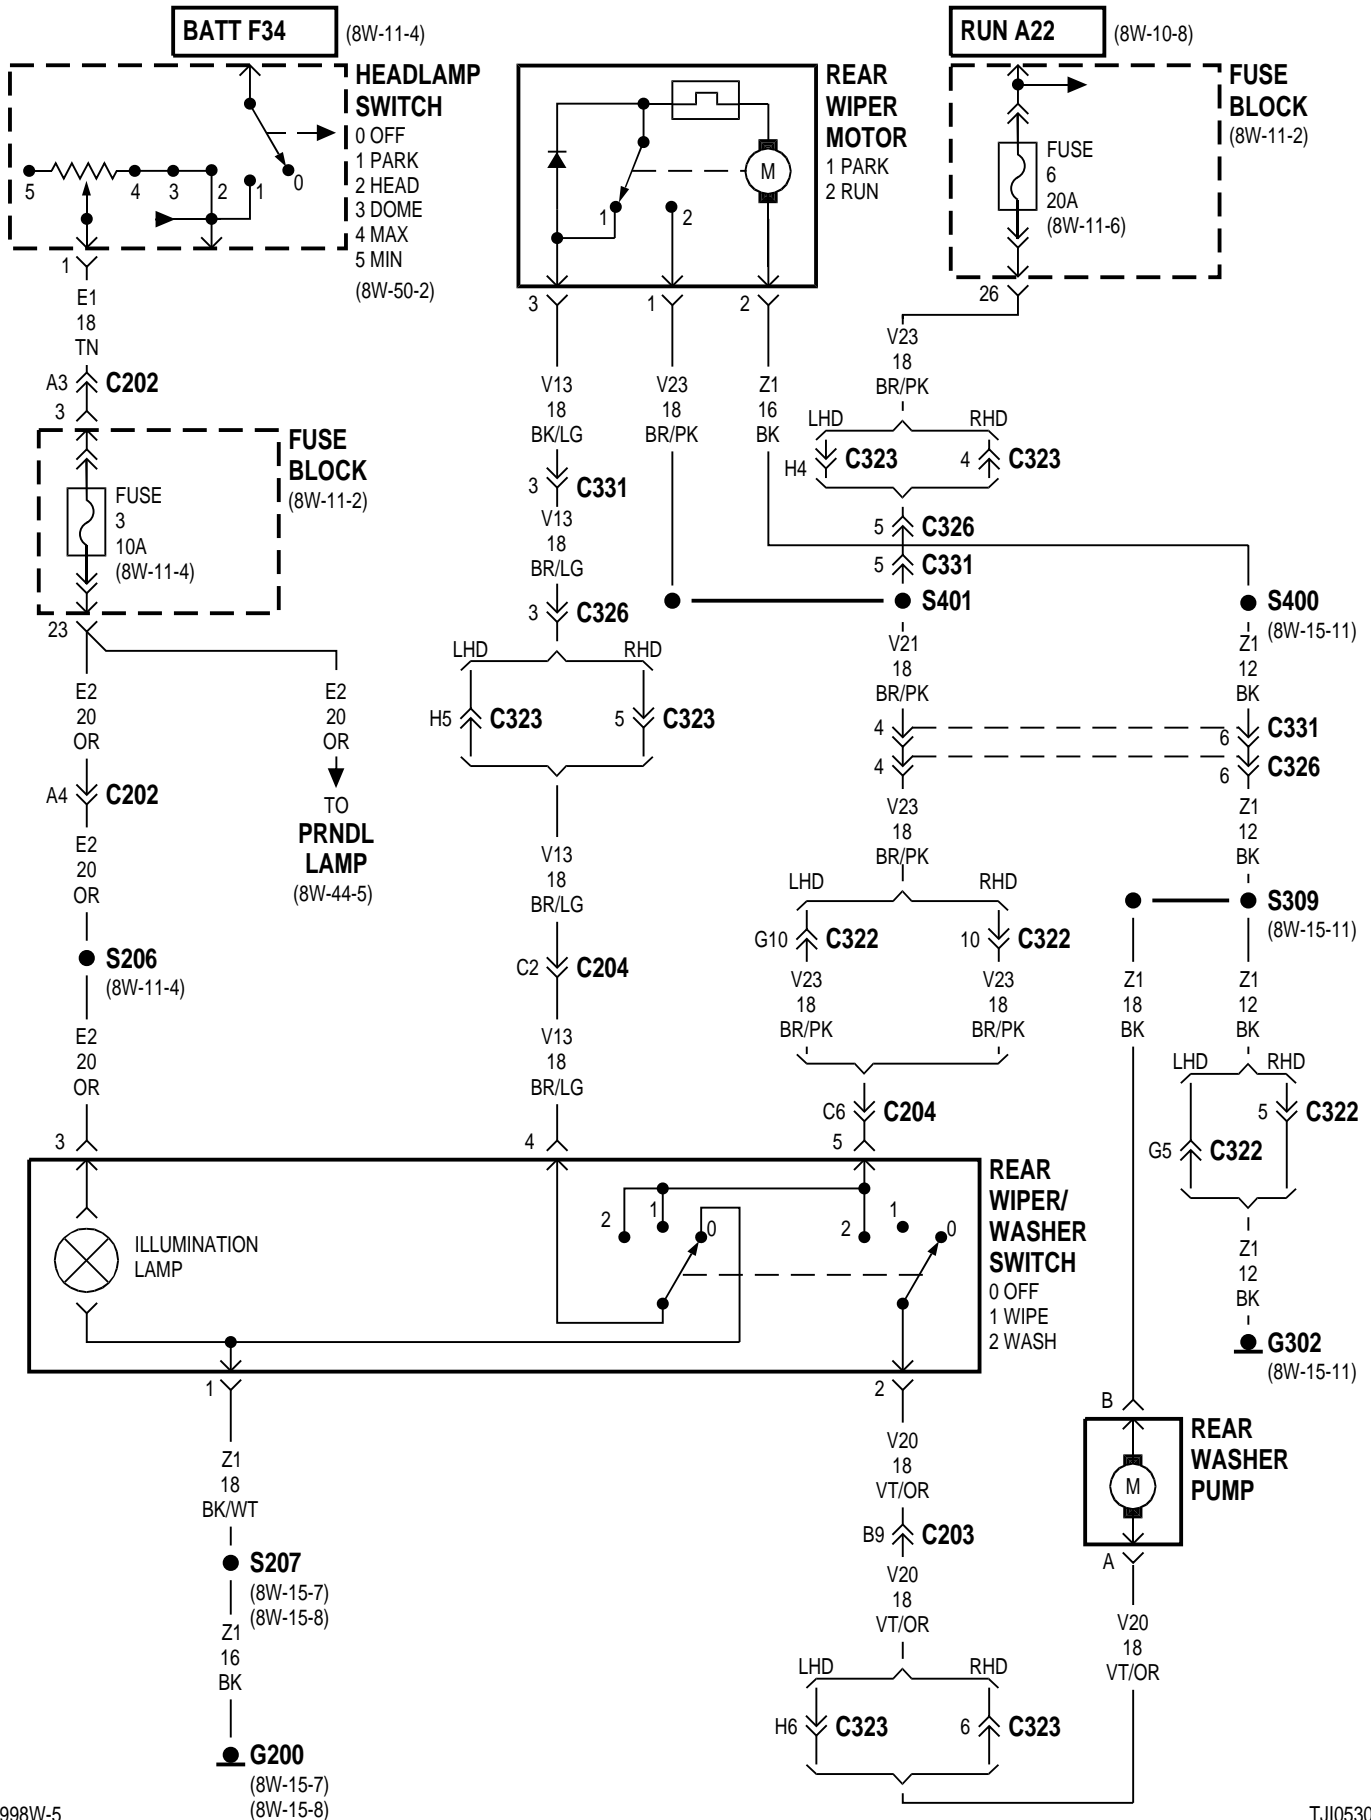 BATT F34
(8W-11-4)
HEADLAMP
SWITCH
0 OFF
1 PARK
2 HEAD
3 DOME
4 MAX
5 MIN
(8W-50-2)
5
4
3
2
1
0
1
E1
18
TN
A3
C202
3
FUSE
BLOCK
(8W-11-2)
FUSE
3
10A
(8W-11-4)
23
E2
20
OR
E2
20
OR
TO
PRNDL
LAMP
(8W-44-5)
A4
C202
E2
20
OR
S206
(8W-11-4)
E2
20
OR
3
REAR
WIPER
MOTOR
1 PARK
2 RUN
M
1
2
3
1
2
V13
18
BK/LG
V23
18
BR/PK
Z1
16
BK
3
C331
V13
18
BR/LG
3
C326
LHD
RHD
H5
C323
5
C323
V13
18
BR/LG
C2
C204
V13
18
BR/LG
4
RUN A22
(8W-10-8)
FUSE
BLOCK
(8W-11-2)
FUSE
6
20A
(8W-11-6)
26
V23
18
BR/PK
LHD
RHD
H4
C323
4
C323
5
C326
5
C331
S401
V21
18
BR/PK
4
4
V23
18
BR/PK
LHD
RHD
G10
C322
10
C322
V23
18
BR/PK
V23
18
BR/PK
C6
C204
5
S400
(8W-15-11)
Z1
12
BK
6
C331
6
C326
Z1
12
BK
S309
(8W-15-11)
Z1
18
BK
Z1
12
BK
LHD
RHD
G5
C322
5
C322
Z1
12
BK
G302
(8W-15-11)
REAR
WIPER/
WASHER
SWITCH
0 OFF
1 WIPE
2 WASH
ILLUMINATION
LAMP
2
1
0
2
1
0
1
Z1
18
BK/WT
S207
(8W-15-7)
(8W-15-8)
Z1
16
BK
G200
(8W-15-7)
(8W-15-8)
2
V20
18
VT/OR
B9
C203
V20
18
VT/OR
LHD
RHD
H6
C323
6
C323
B
REAR
WASHER
PUMP
M
A
V20
18
VT/OR
998W-5
TJI0530